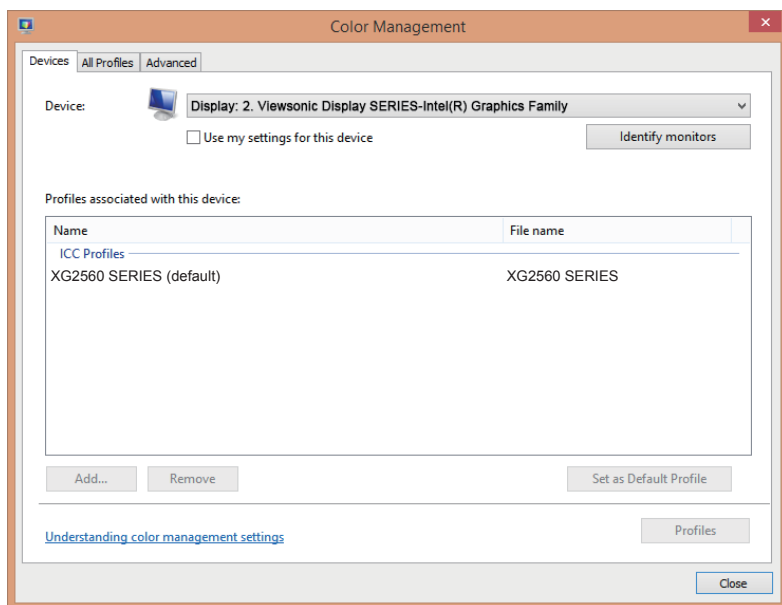 Color Management
Devices All Profiles Advanced
Device: Display: 2. Viewsonic Display SERIES-Intel(R) Graphics Family
Use my settings for this device Identify monitors
Profiles associated with this device:
Name File name
ICC Profiles
XG2560 SERIES (default) XG2560 SERIES
Add... Remove Set as Default Profile
Understanding color management settings Profiles
Close